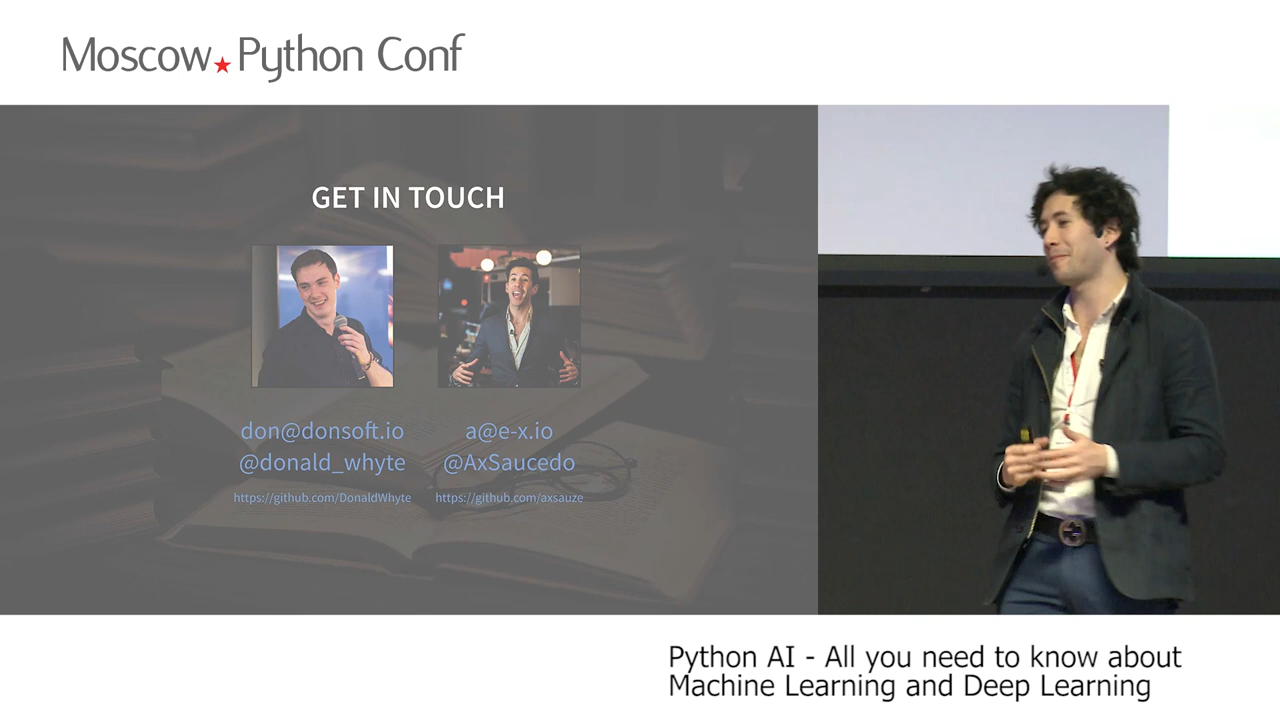 Moscow Python Conf
GET IN TOUCH
don@donsoft.io
@donald_whyte
https://github.com/DonaldWhyte
a@e-x.io
@AxSaucedo
https://github.com/axsauze
Python AI - All you need to know about
Machine Learning and Deep Learning